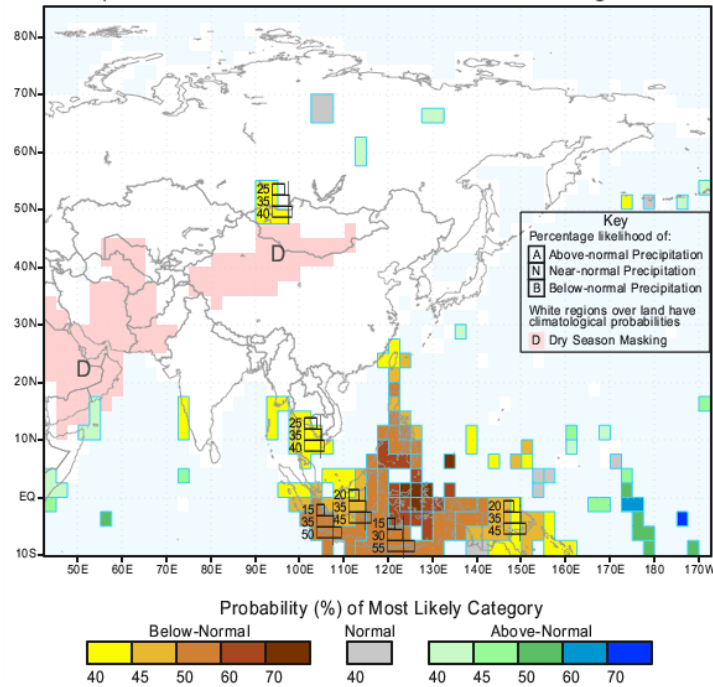 80N
70N
60N
50N
40N
30N
20N
10N
EQ
10S
50E 60E 70E 80E 90E 100E 110E 120E 130E 140E 150E 160E 170E 180 170W
25
35
40
D
D
25
35
40
20
35
45
15
35
50
15
30
55
20
35
45
Key
Percentage likelihood of:
A Above-normal Precipitation
N Near-normal Precipitation
B Below-normal Precipitation
White regions over land have
climatological probabilities
D Dry Season Masking
Probability (%) of Most Likely Category
Below-Normal Normal Above-Normal
40 45 50 60 70 40 40 45 50 60 70